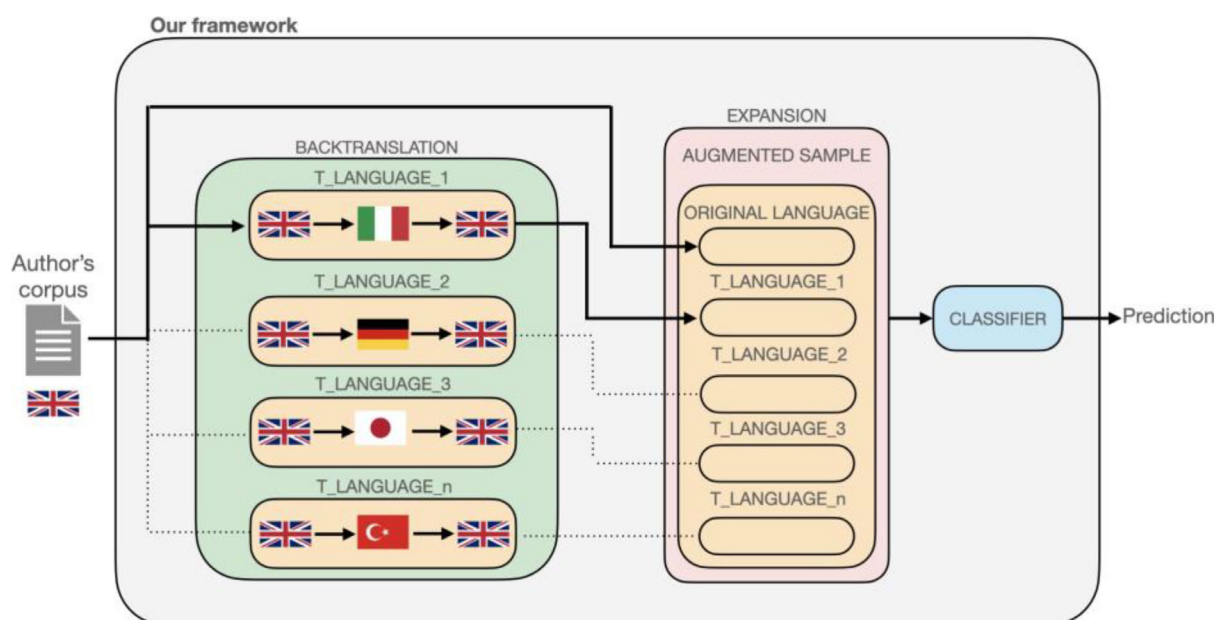 Our framework
EXPANSION
BACKTRANSLATION
AUGMENTED SAMPLE
T_LANGUAGE_1
ORIGINAL LANGUAGE
Author's
corpus
T_LANGUAGE_2
T_LANGUAGE_1
CLASSIFIER
Prediction
T_LANGUAGE_2
T_LANGUAGE_3
T_LANGUAGE_3
T_LANGUAGE_n
T_LANGUAGE_n